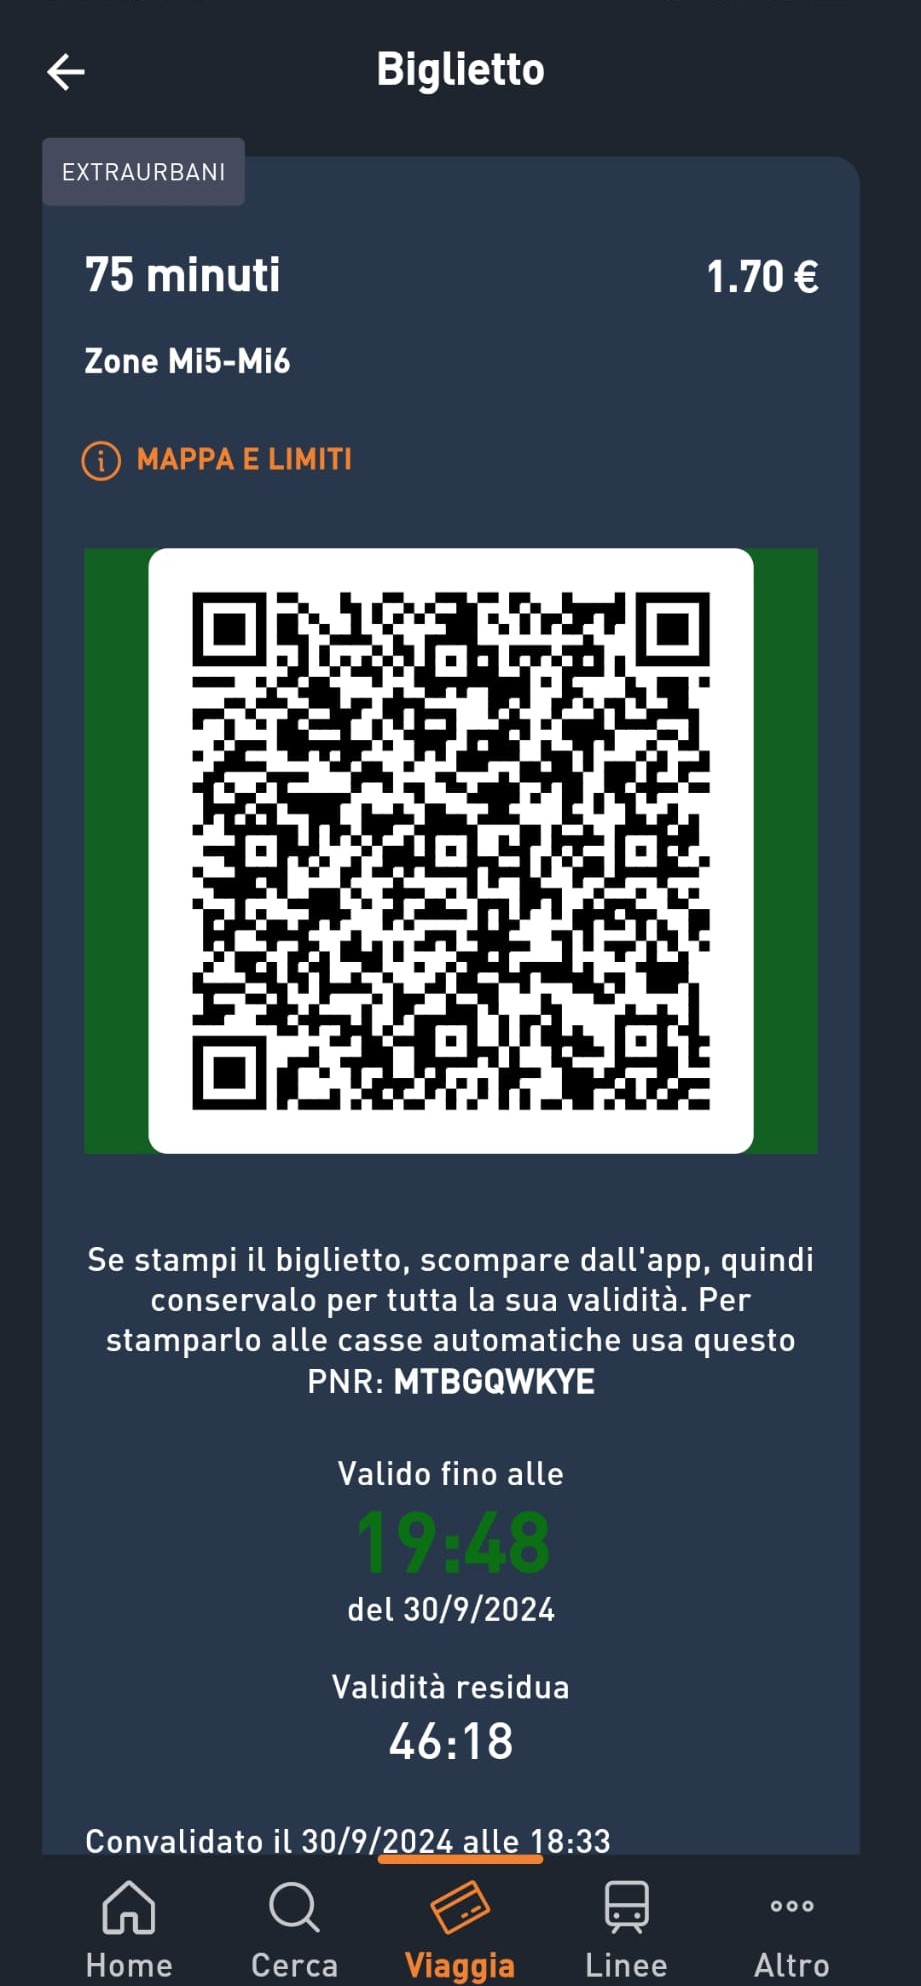 Biglietto
EXTRAURBANI
75 minuti
1.70 €
Zone Mi5-Mi6
MAPPA E LIMITI
Se stampi il biglietto, scompare dall'app, quindi
conservalo per tutta la sua validità. Per
stamparlo alle casse automatiche usa questo
PNR: MTBGQWKYE
Valido fino alle
19:48
del 30/9/2024
Validità residua
46:18
Convalidato il 30/9/2024 alle 18:33
Home
Cerca
Viaggia
Linee
Altro